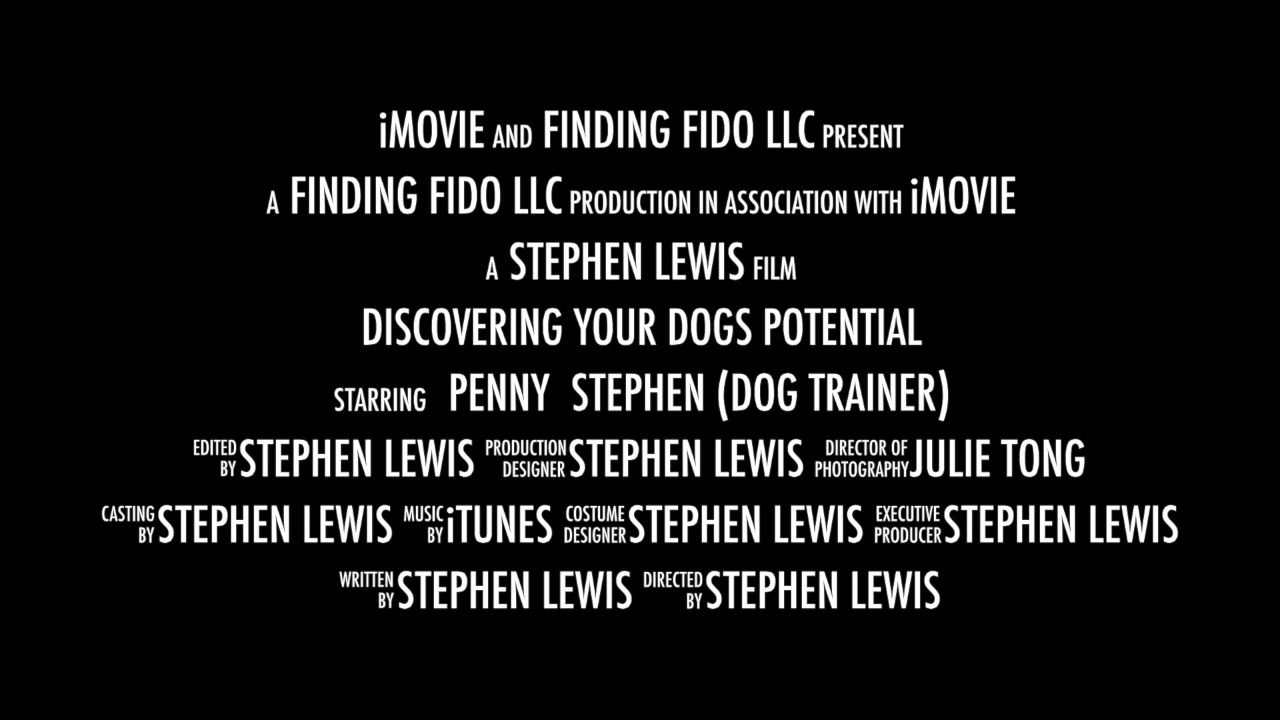 iMOVIE AND FINDING FIDO LLC PRESENT
A FINDING FIDO LLC PRODUCTION IN ASSOCIATION WITH iMOVIE
A STEPHEN LEWIS FILM
DISCOVERING YOUR DOGS POTENTIAL
STARRING PENNY STEPHEN (DOG TRAINER)
EDITED BY STEPHEN LEWIS PRODUCTION DESIGNER STEPHEN LEWIS DIRECTOR OF PHOTOGRAPHY JULIE TONG
CASTING BY STEPHEN LEWIS MUSIC BY iTUNES COSTUME DESIGNER STEPHEN LEWIS EXECUTIVE PRODUCER STEPHEN LEWIS
WRITTEN BY STEPHEN LEWIS DIRECTED BY STEPHEN LEWIS